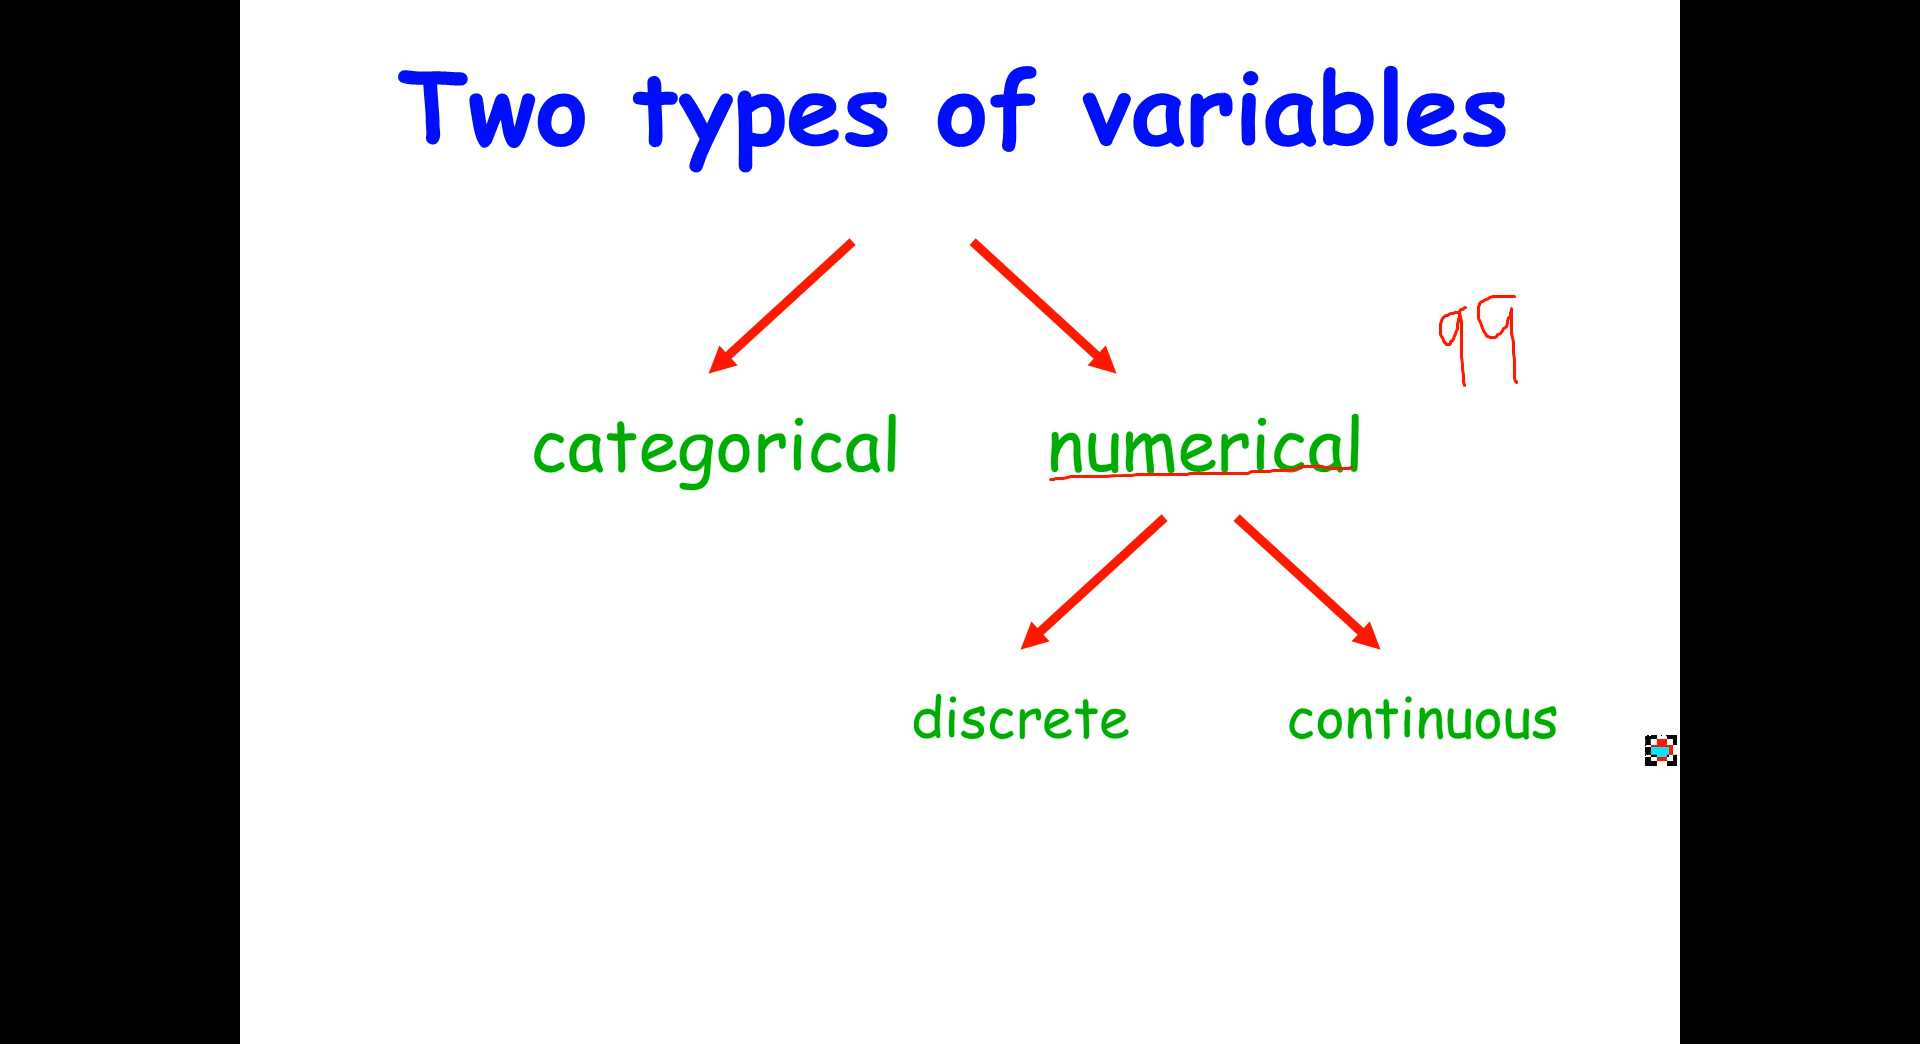 Two types of variables
99
categorical numerical
discrete continuous